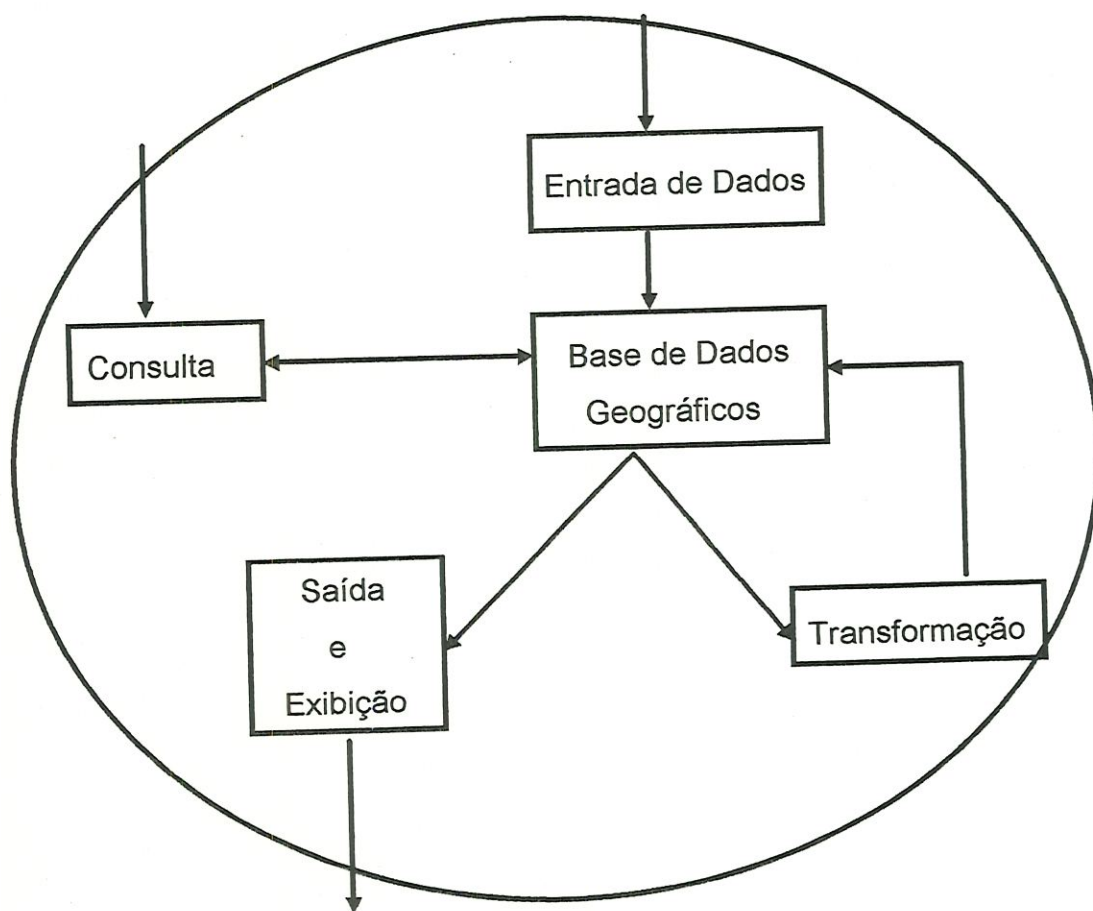 Entrada de Dados
Consulta
Base de Dados
Geográficos
Saída
e
Exibição
Transformação